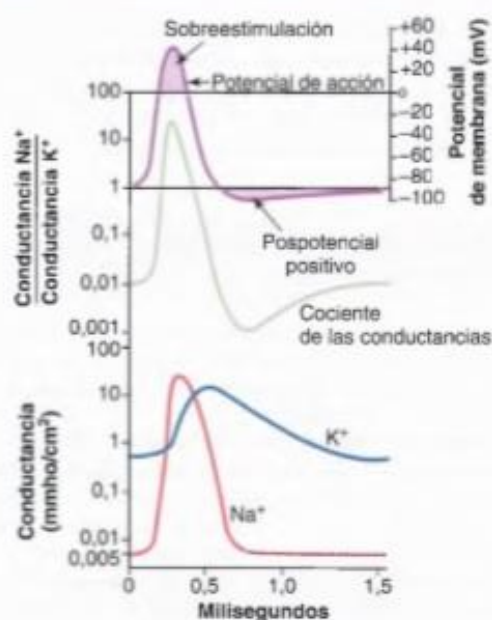 Sobreestimulación
Potencial de acción
+60
+40
+20
0
−20
−40
−60
−80
−100
Potencial
de membrana (mV)
100
10
1
0,1
0,01
0,001
Conductancia Na⁺
Conductancia K⁺
Pospotencial
positivo
Cociente
de las conductancias
100
10
1
0,1
0,01
0,005
Conductancia
(mmho/cm²)
K⁺
Na⁺
0
0,5
1,0
1,5
Milisegundos